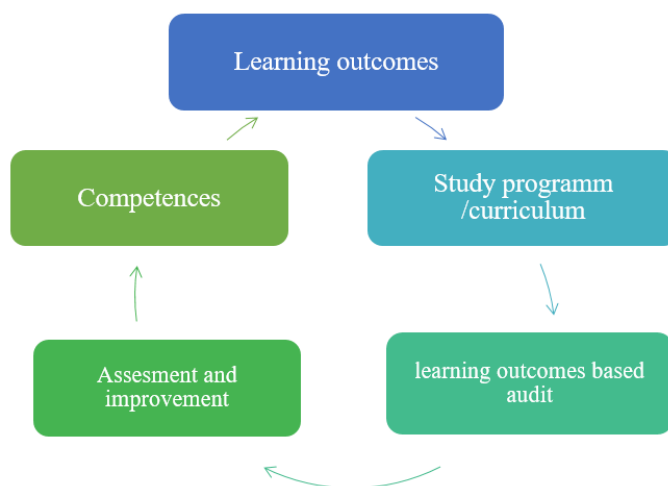 Learning outcomes
Competences
Study programm
/curriculum
Assesment and
improvement
learning outcomes based
audit